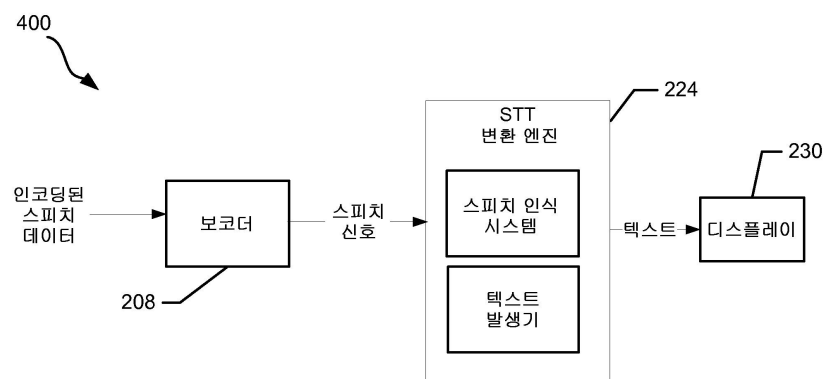 400
인코딩된
스피치
데이터
보코더
208
스피치
신호
STT
변환 엔진
224
스피치 인식
시스템
텍스트
발생기
텍스트
230
디스플레이